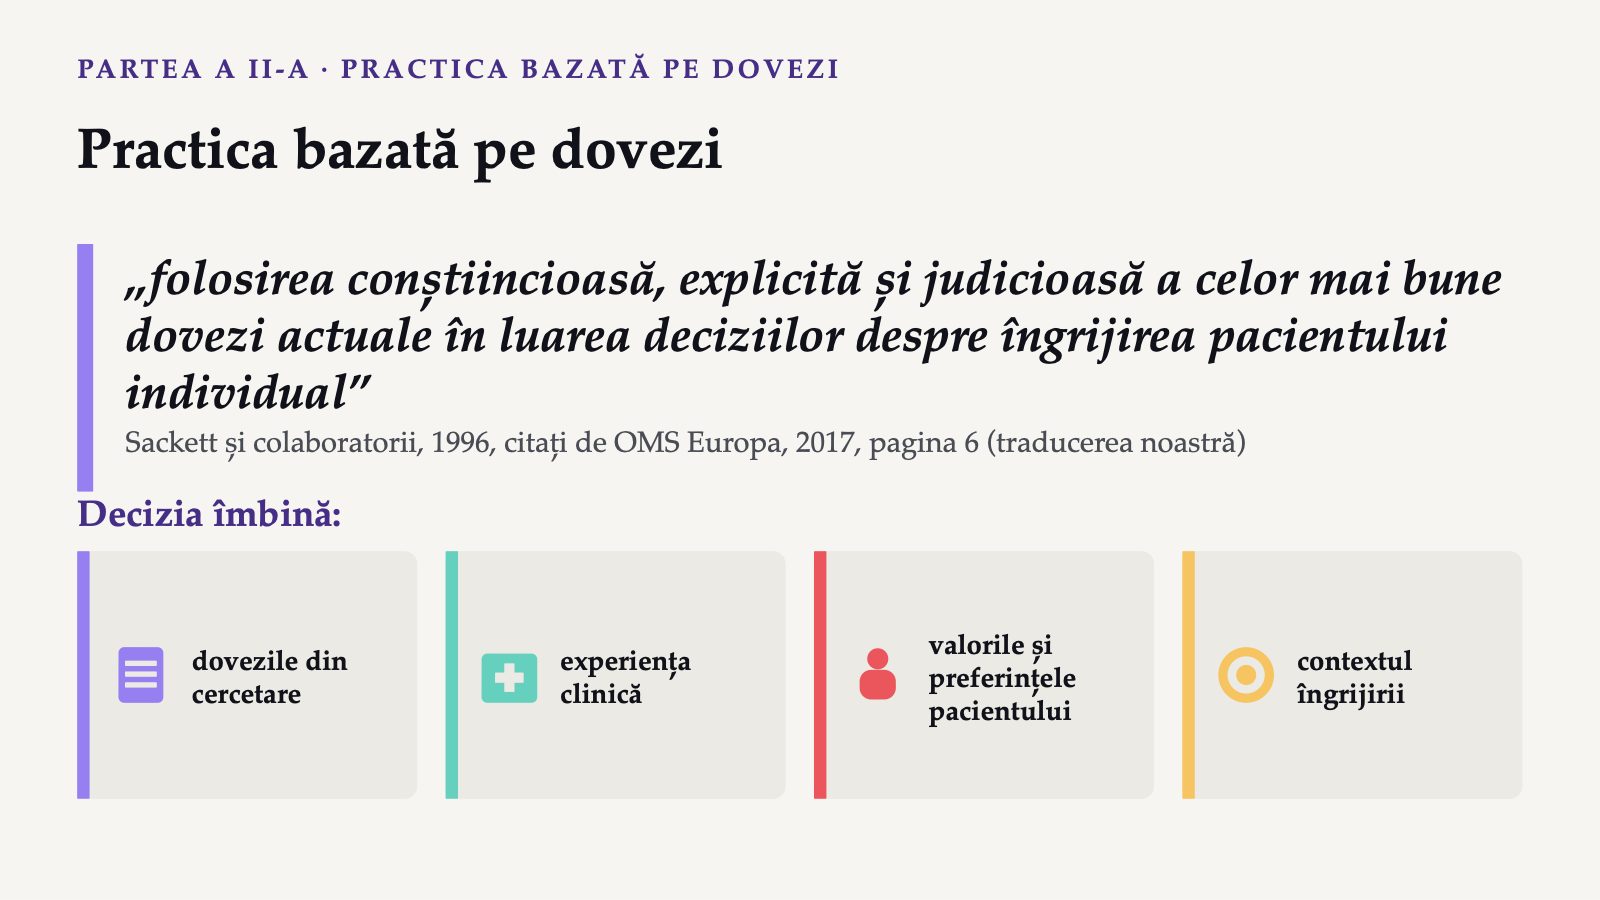 PARTEA A II-A · PRACTICA BAZATĂ PE DOVEZI
Practica bazată pe dovezi
„folosirea conștiincioasă, explicită și judicioasă a celor mai bune
dovezi actuale în luarea deciziilor despre îngrijirea pacientului
individual”
Sackett și colaboratorii, 1996, citați de OMS Europa, 2017, pagina 6 (traducerea noastră)
Decizia îmbină:
dovezile din
cercetare
experiența
clinică
valorile și
preferințele
pacientului
contextul
îngrijirii